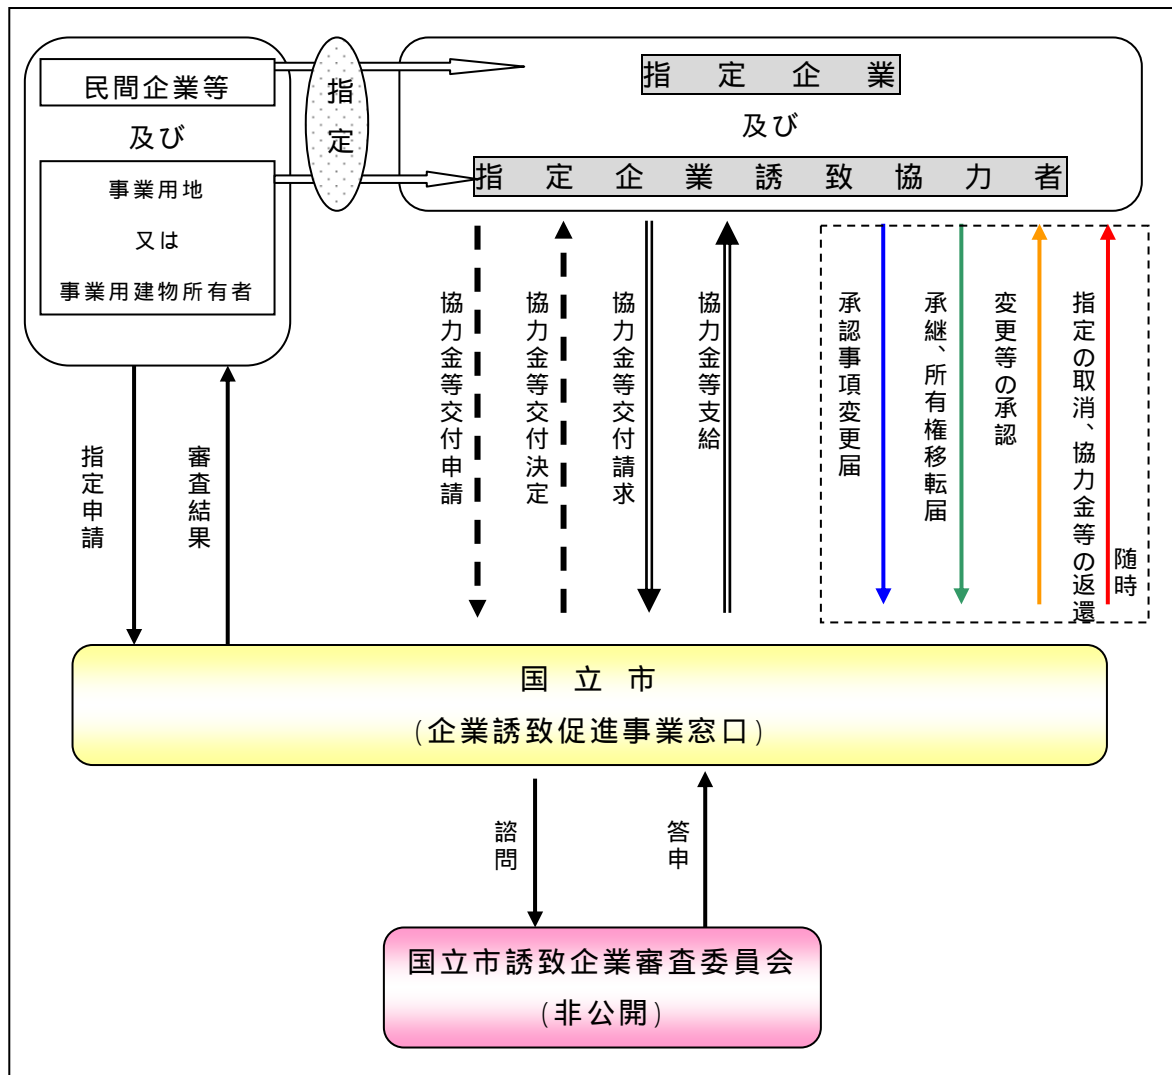 民間企業等
及び
事業用地
又は
事業用建物所有者
指定
指定企業
及び
指定企業誘致協力者
指定申請
審査結果
協力金等交付申請
協力金等交付決定
協力金等交付請求
協力金等支給
承認事項変更届
承継、所有権移転届
変更等の承認
指定の取消、協力金等の返還
随時
国立市
(企業誘致促進事業窓口)
諮問
答申
国立市誘致企業審査委員会
(非公開)